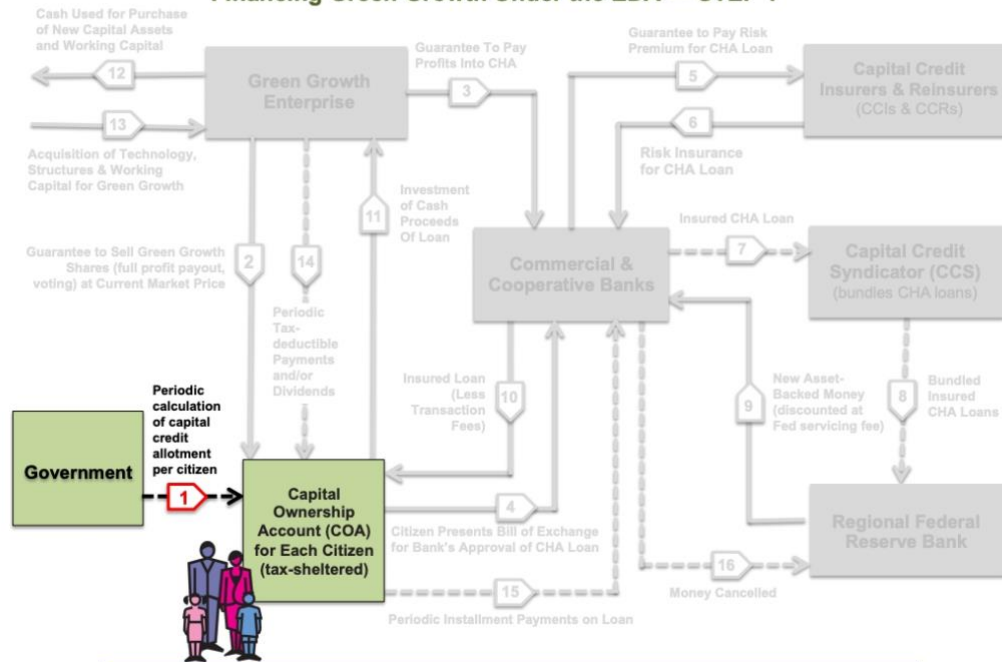 Cash Used for Purchase
of New Capital Assets
and Working Capital
12
13
Acquisition of Technology,
Structures & Working
Capital for Green Growth
Green Growth
Enterprise
Guarantee To Pay
Profits Into CHA
3
Guarantee to Pay Risk
Premium for CHA Loan
5
Capital Credit
Insurers & Reinsurers
(CCIs & CCRs)
6
Risk Insurance
for CHA Loan
11
Investment
of Cash
Proceeds
Of Loan
Guarantee to Sell Green Growth
Shares (full profit payout,
voting) at Current Market Price
2
14
Periodic
Tax-
deductible
Payments
and/or
Dividends
Commercial &
Cooperative Banks
Insured CHA Loan
7
Capital Credit
Syndicator (CCS)
(bundles CHA loans)
Insured Loan
(Less
Transaction
Fees)
10
9
New Asset-
Backed Money
(discounted at
Fed servicing fee)
8
Bundled
Insured
CHA Loans
Government
Periodic
calculation
of capital
credit
allotment
per citizen
1
Capital
Ownership
Account (COA)
for Each Citizen
(tax-sheltered)
4
Citizen Presents Bill of Exchange
for Bank's Approval of CHA Loan
15
Periodic Installment Payments on Loan
16
Money Cancelled
Regional Federal
Reserve Bank